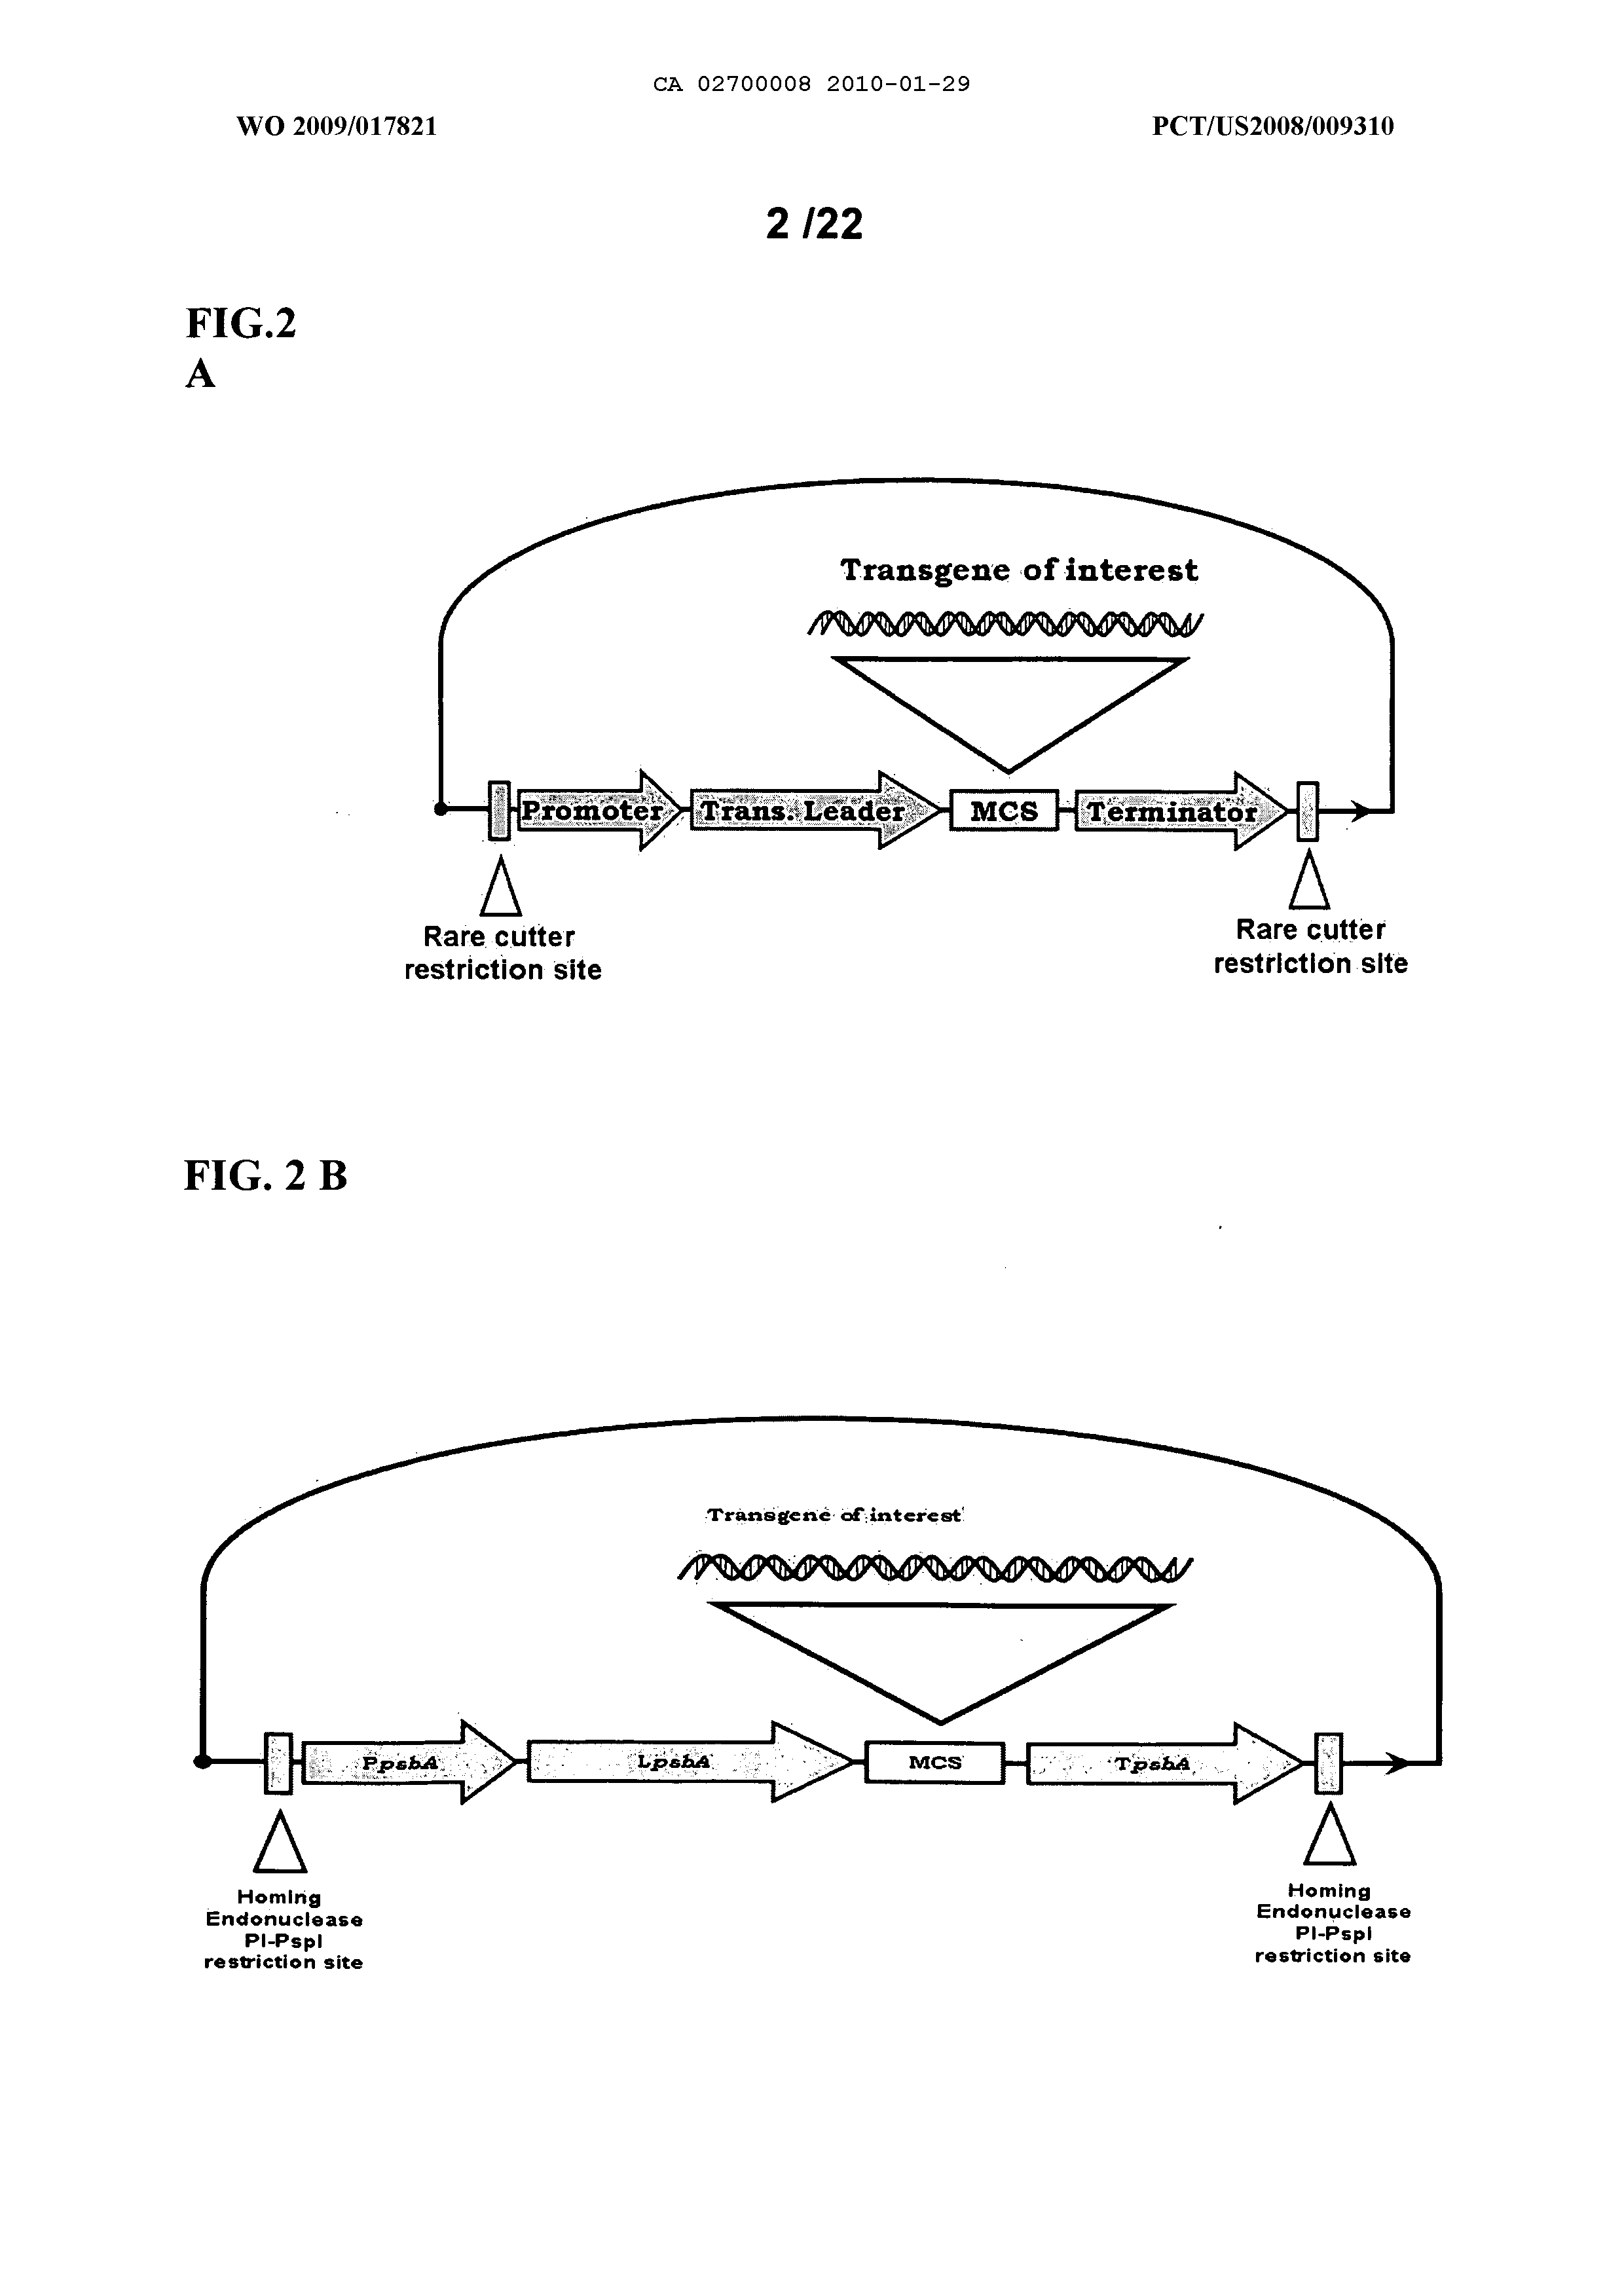 CA 02700008 2010-01-29
WO 2009/017821
PCT/US2008/009310
2 /22
FIG.2
A
Transgene of interest
Promoter
Trans. Leader
MCS
Terminator
Rare cutter
restriction site
Rare cutter
restriction site
FIG. 2 B
Transgene of interest
PpsbA
LpsbA
MCS
TpsbA
Homing
Endonuclease
PI-PspI
restriction site
Homing
Endonuclease
PI-PspI
restriction site